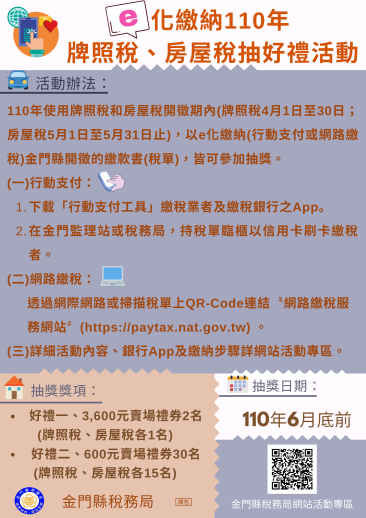 e化繳納110年
牌照稅、房屋稅抽好禮活動
活動辦法：
110年使用牌照稅和房屋稅開徵期內(牌照稅4月1日至30日；
房屋稅5月1日至5月31日止)，以e化繳納(行動支付或網路繳
稅)金門縣開徵的繳款書(稅單)，皆可參加抽獎。
(一)行動支付：
1.下載「行動支付工具」繳稅業者及繳稅銀行之App。
2.在金門監理站或稅務局，持稅單臨櫃以信用卡刷卡繳稅
者。
(二)網路繳稅：
透過網際網路或掃描稅單上QR-Code連結〝網路繳稅服
務網站〞(https://paytax.nat.gov.tw) 。
(三)詳細活動內容、銀行App及繳納步驟詳網站活動專區。
抽獎獎項：
• 好禮一、3,600元賣場禮券2名
(牌照稅、房屋稅各1名)
• 好禮二、600元賣場禮券30名
(牌照稅、房屋稅各15名)
金門縣稅務局
廣告
抽獎日期：
110年6月底前
金門縣稅務局網站活動專區